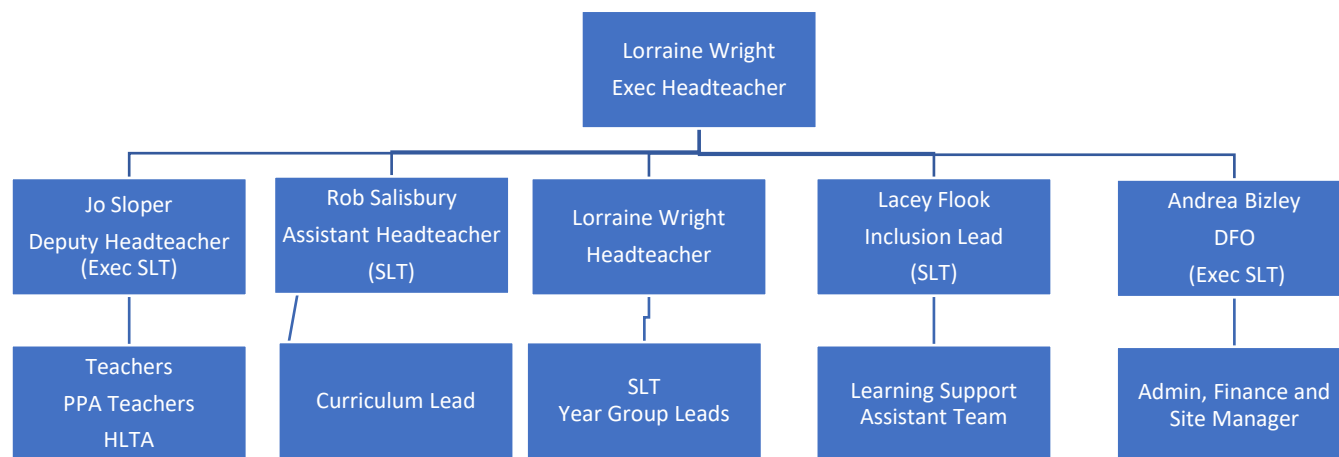 Lorraine Wright
Exec Headteacher
Jo Sloper
Deputy Headteacher
(Exec SLT)
Rob Salisbury
Assistant Headteacher
(SLT)
Lorraine Wright
Headteacher
Lacey Flook
Inclusion Lead
(SLT)
Andrea Bizley
DFO
(Exec SLT)
Teachers
PPA Teachers
HLTA
Curriculum Lead
SLT
Year Group Leads
Learning Support
Assistant Team
Admin, Finance and
Site Manager